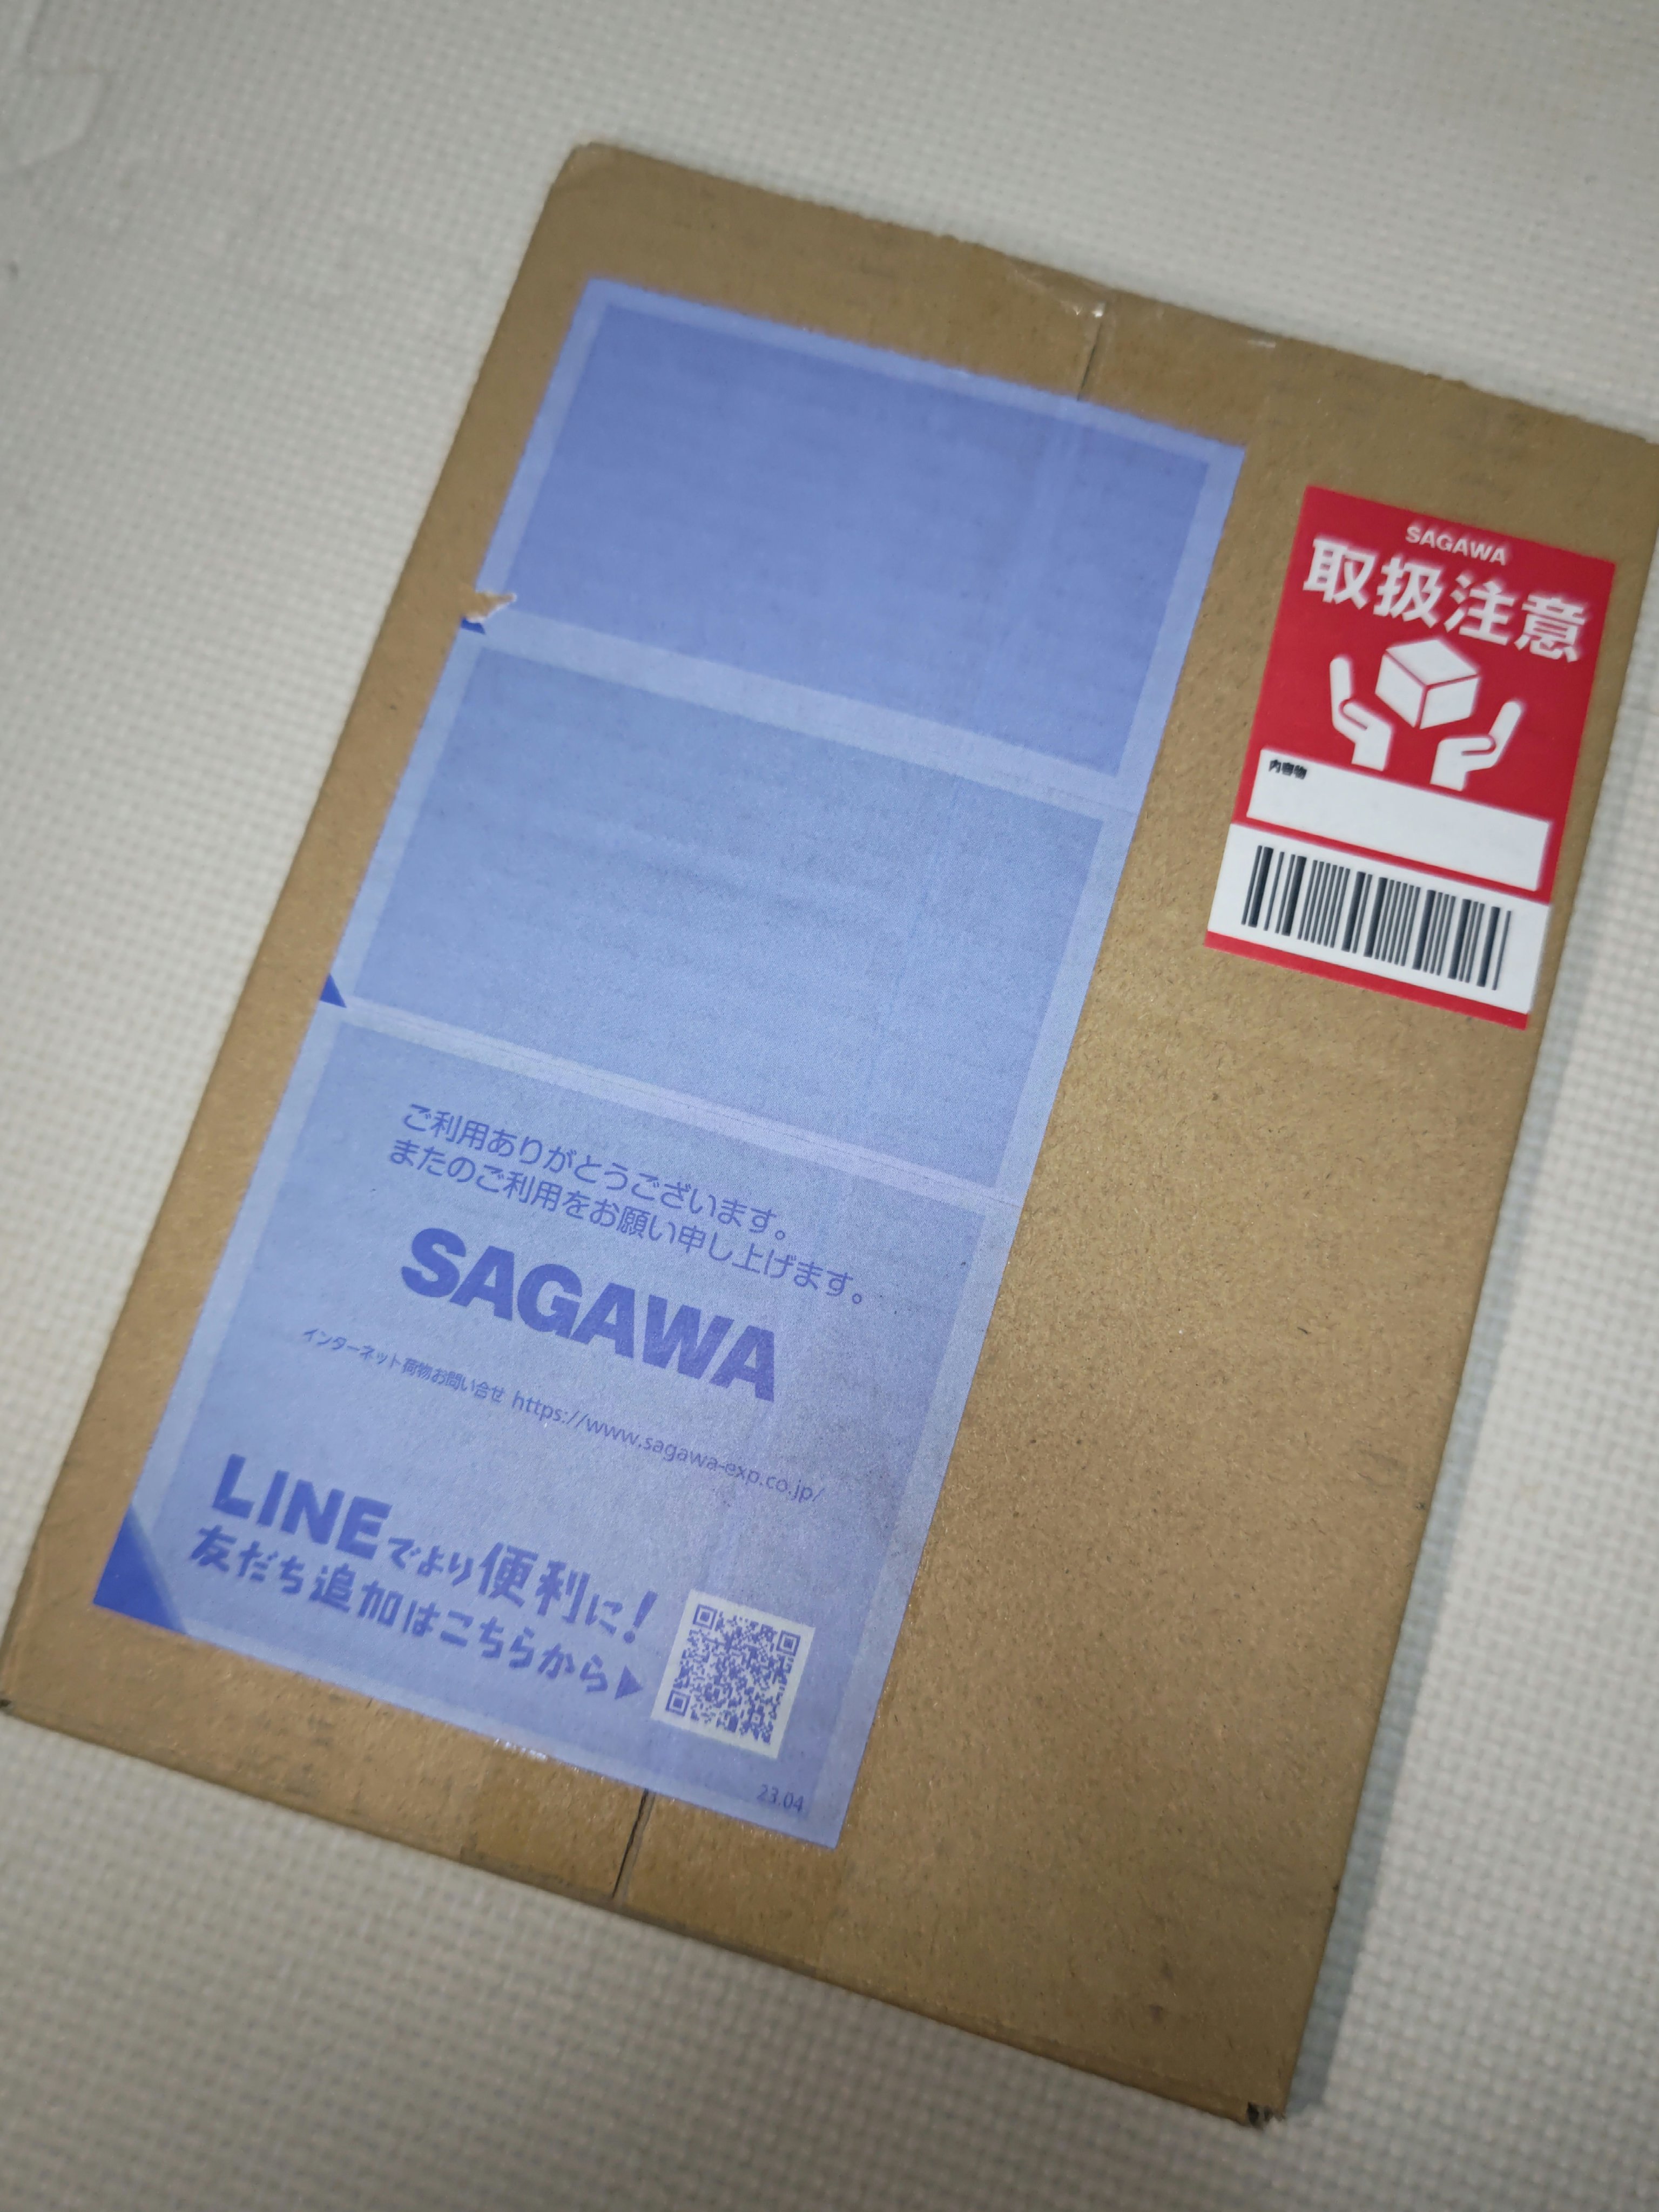 SAGAWA
取扱注意
内容物
ご利用ありがとうございます。
またのご利用をお願い申し上げます。
SAGAWA
インターネット荷物お問い合せ https://www.sagawa-exp.co.jp/
LINEでより便利に!
友だち追加はこちらから▶
23.04